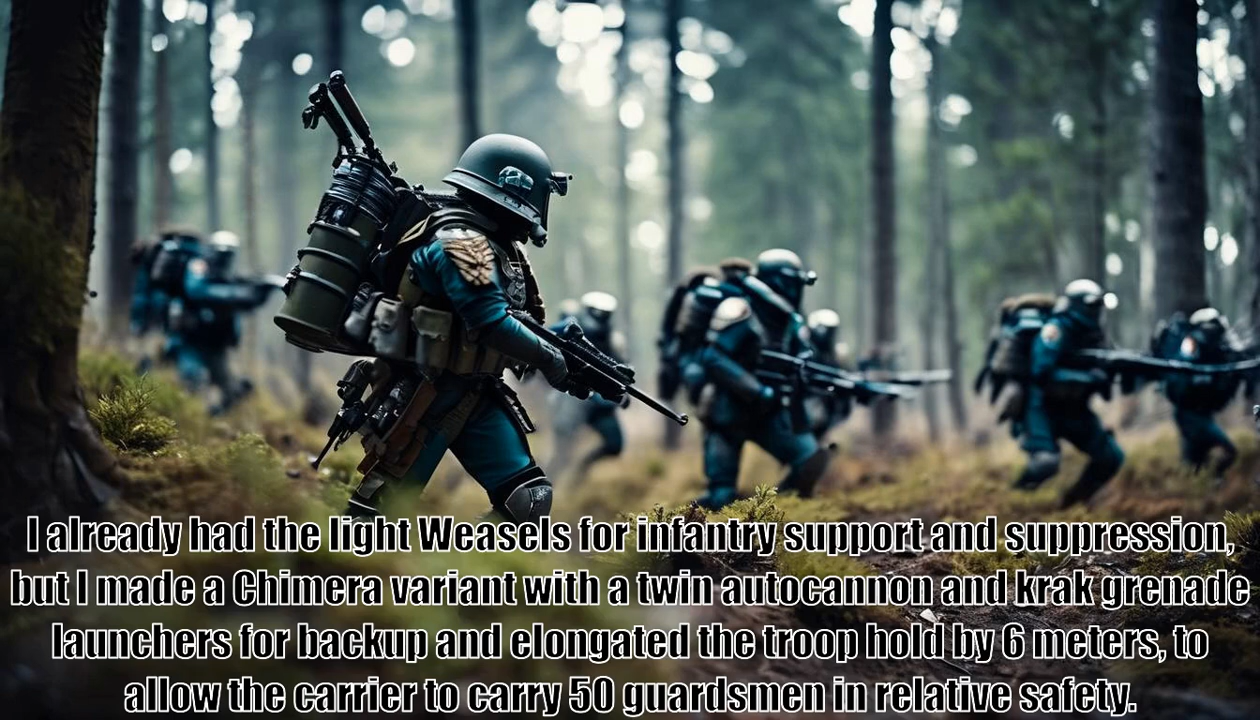 I already had the light Weasels for infantry support and suppression,
but I made a Chimera variant with a twin autocannon and krak grenade
launchers for backup and elongated the troop hold by 6 meters, to
allow the carrier to carry 50 guardsmen in relative safety.